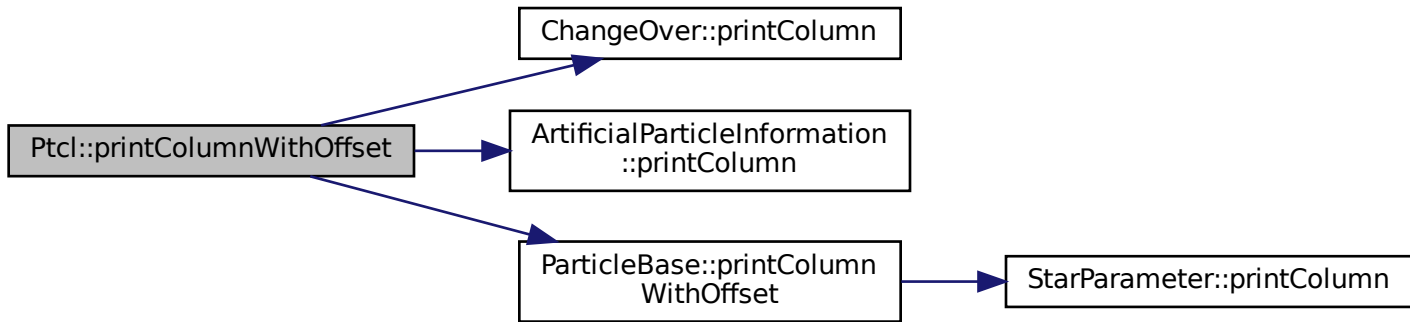 ChangeOver::printColumn
Ptcl::printColumnWithOffset
ArtificialParticleInformation
::printColumn
ParticleBase::printColumn
WithOffset
StarParameter::printColumn